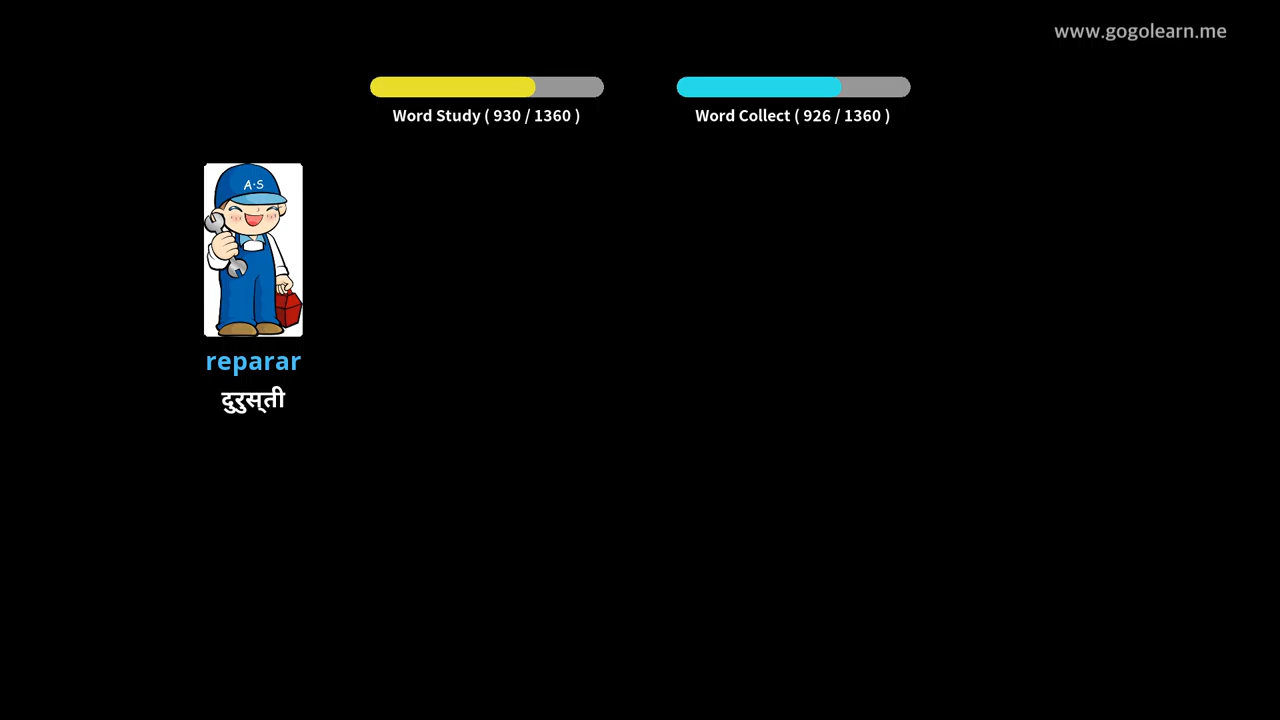 www.gogolearn.me
Word Study ( 930 / 1360 )
Word Collect ( 926 / 1360 )
A·S
reparar
दुरुस्ती